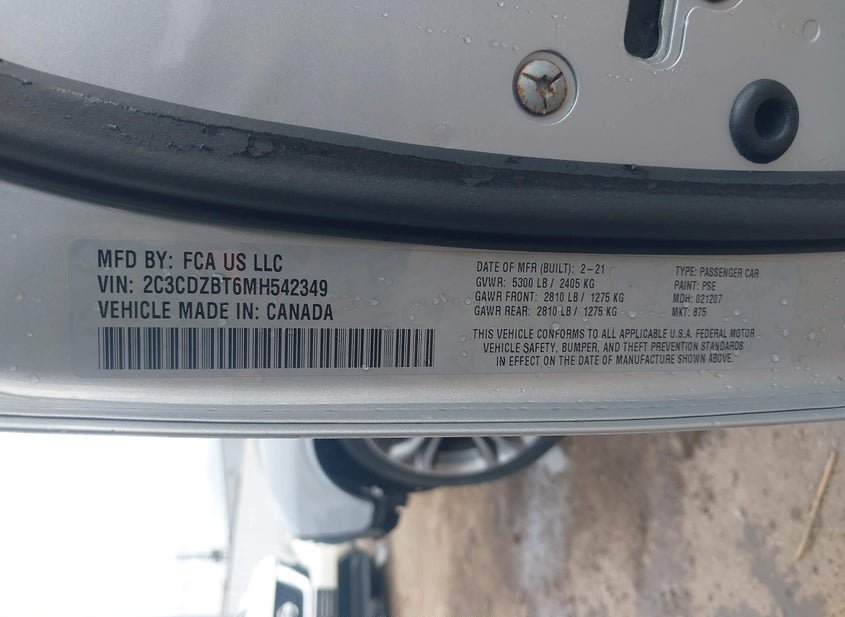 MFD BY: FCA US LLC
VIN: 2C3CDZBT6MH542349
VEHICLE MADE IN: CANADA
DATE OF MFR (BUILT): 2-21
GVWR: 5300 LB/ 2405 KG
GAWR FRONT: 2810 LB/ 1275 KG
GAWR REAR: 2810 LB/ 1275 KG
TYPE: PASSENGER CAR
PAINT: PSE
MDH: 021207
MKT: 875
THIS VEHICLE CONFORMS TO ALL APPLICABLE U.S.A. FEDERAL MOTOR
VEHICLE SAFETY, BUMPER, AND THEFT PREVENTION STANDARDS
IN EFFECT ON THE DATE OF MANUFACTURE SHOWN ABOVE.